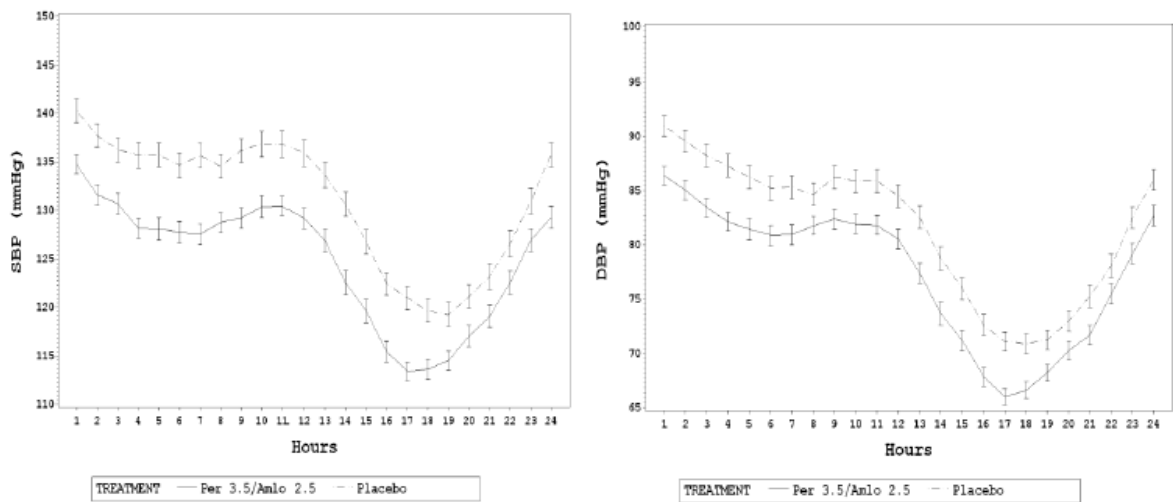 SBP (mmHg)
150
145
140
135
130
125
120
115
110
1 2 3 4 5 6 7 8 9 10 11 12 13 14 15 16 17 18 19 20 21 22 23 24
Hours
TREATMENT Per 3.5/Amlo 2.5 Placebo
DBP (mmHg)
100
95
90
85
80
75
70
65
1 2 3 4 5 6 7 8 9 10 11 12 13 14 15 16 17 18 19 20 21 22 23 24
Hours
TREATMENT Per 3.5/Amlo 2.5 Placebo